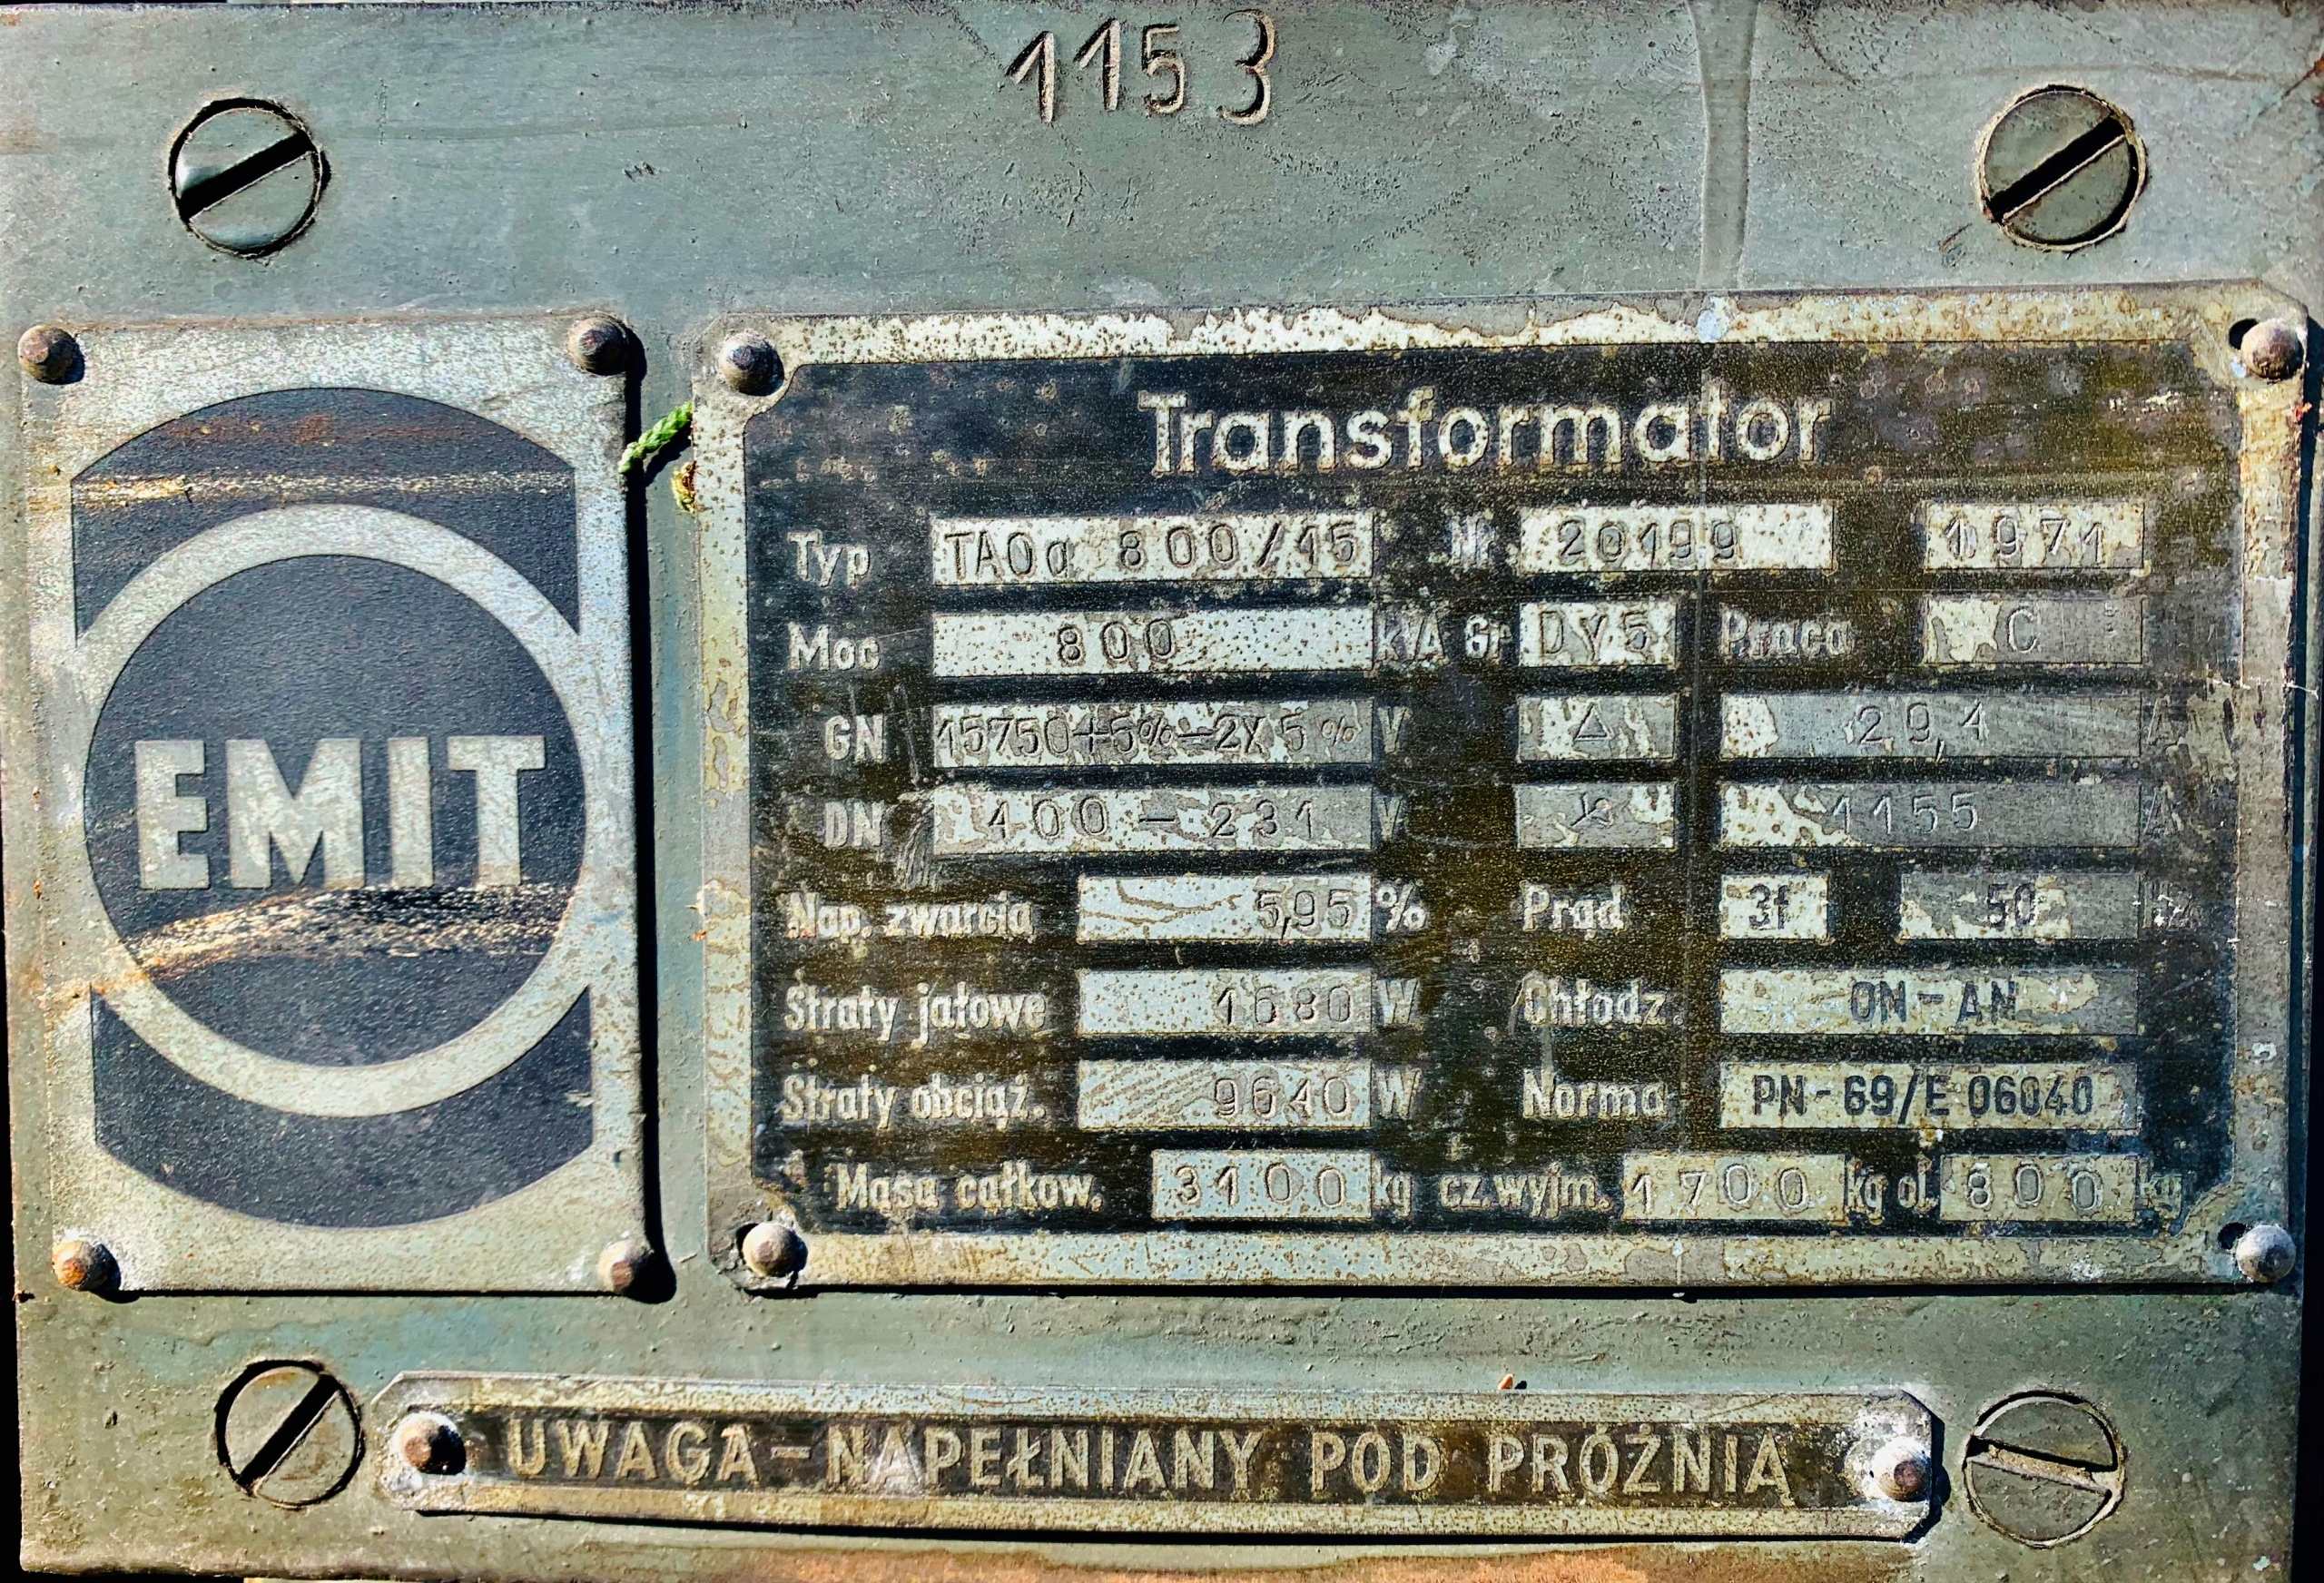 1153
EMIT
Transformator
Typ TAOa 800/15 Nr 20199 1971
Moc 800 kVA Gr DY5 Praca C
GN 15750+5%-2X5% V △ 29,4 A
DN 400-231 V 1155 A
Nap. zwarcia 5,95 % Prąd 3f 50 Hz
Straty jałowe 1680 W Chłodz. ON-AN
Straty obciąż. 9640 W Norma PN-69/E 06040
Masa całkow. 3100 kg cz.wyjm. 1700 kg ol. 800 kg
UWAGA-NAPEŁNIANY POD PRÓŻNIĄ